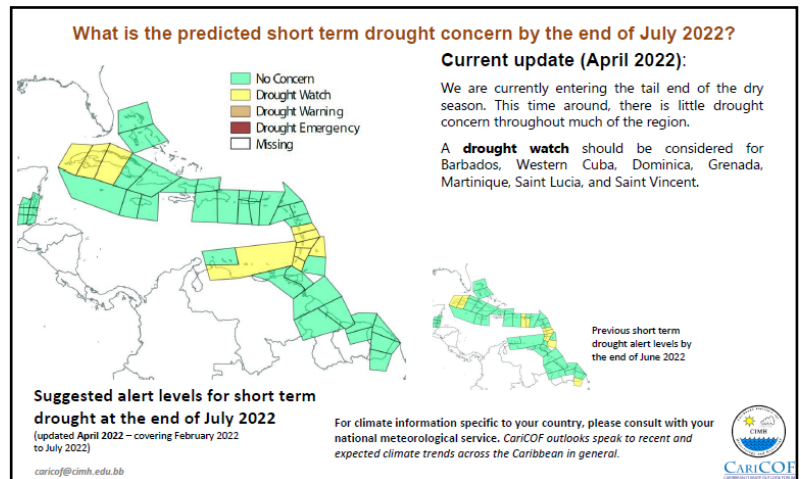 What is the predicted short term drought concern by the end of July 2022?
Current update (April 2022):
We are currently entering the tail end of the dry
season. This time around, there is little drought
concern throughout much of the region.
A drought watch should be considered for
Barbados, Western Cuba, Dominica, Grenada,
Martinique, Saint Lucia, and Saint Vincent.
No Concern
Drought Watch
Drought Warning
Drought Emergency
Missing
Previous short term
drought alert levels by
the end of June 2022
Suggested alert levels for short term
drought at the end of July 2022
(updated April 2022 – covering February 2022
to July 2022)
caricof@cimh.edu.bb
For climate information specific to your country, please consult with your
national meteorological service. CariCOF outlooks speak to recent and
expected climate trends across the Caribbean in general.
CIMH
CARICOF
CARIBBEAN CLIMATE OUTLOOK FORUM